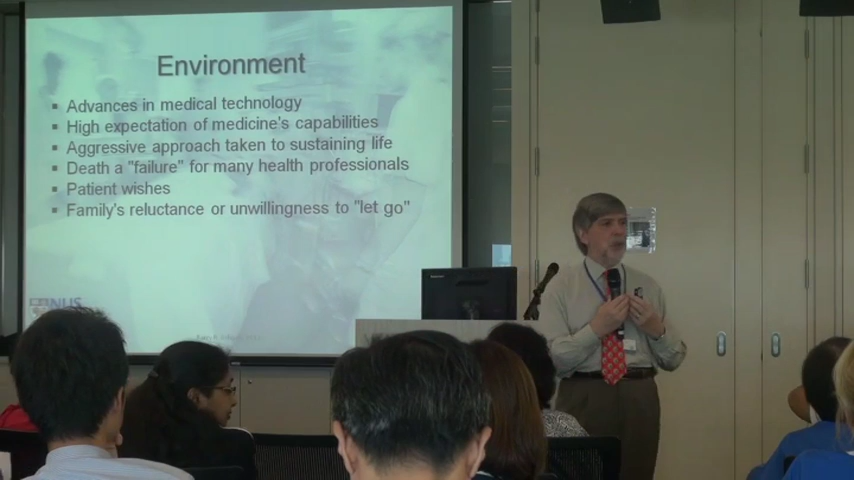 Environment
▪ Advances in medical technology
▪ High expectation of medicine's capabilities
▪ Aggressive approach taken to sustaining life
▪ Death a "failure" for many health professionals
▪ Patient wishes
▪ Family's reluctance or unwillingness to "let go"
NUS